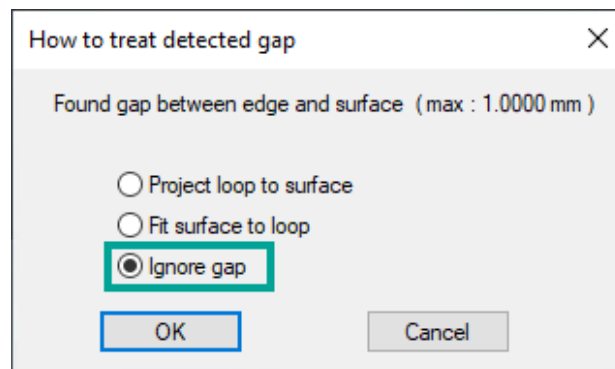 How to treat detected gap
Found gap between edge and surface ( max : 1.0000 mm )
Project loop to surface
Fit surface to loop
Ignore gap
OK
Cancel